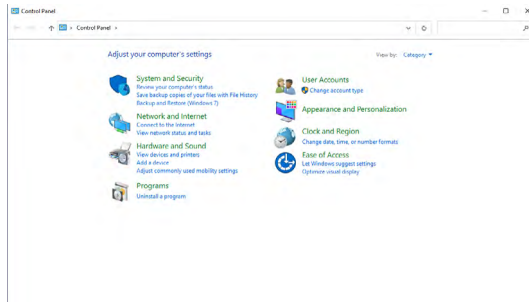 Control Panel
Control Panel
Adjust your computer's settings
View by: Category
System and Security
Review your computer's status
Save backup copies of your files with File History
Backup and Restore (Windows 7)
Network and Internet
Connect to the Internet
View network status and tasks
Hardware and Sound
View devices and printers
Add a device
Adjust commonly used mobility settings
Programs
Uninstall a program
User Accounts
Change account type
Appearance and Personalization
Clock and Region
Change date, time, or number formats
Ease of Access
Let Windows suggest settings
Optimize visual display